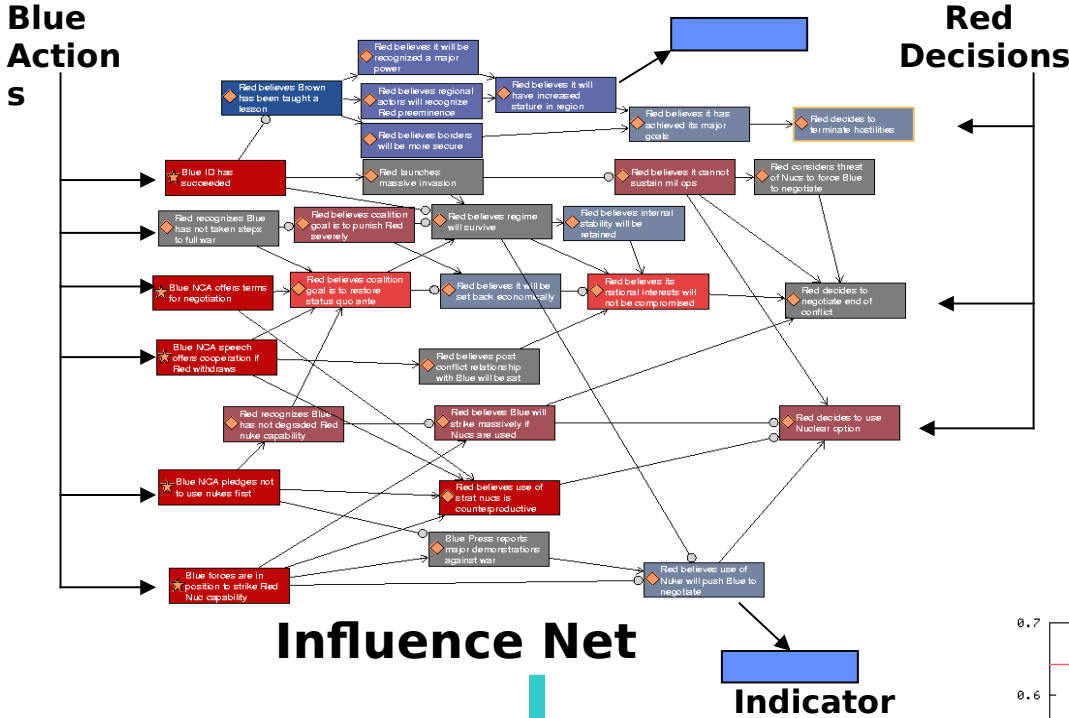 Blue
Action
s
Red
Decisions
Red believes it will be
recognized a major
power
Red believes Brown
has been taught a
lesson
Red believes regional
actors will recognize
Red preeminence
Red believes it will
have increased
stature in region
Red believes borders
will be more secure
Red believes it has
achieved its major
goals
Red decides to
terminate hostilities
Blue ID has
succeeded
Red launches
massive invasion
Red believes it cannot
sustain mil ops
Red considers threat
of Nucs to force Blue
to negotiate
Red recognizes Blue
has not taken steps
to full war
Red believes coalition
goal is to punish Red
severely
Red believes regime
will survive
Red believes internal
stability will be
retained
Blue NCA offers terms
for negotiation
Red believes coalition
goal is to restore
status quo ante
Red believes it will be
set back economically
Red believes its
national interests will
not be compromised
Red decides to
negotiate end of
conflict
Blue NCA speech
offers cooperation if
Red withdraws
Red believes post
conflict relationship
with Blue will be sat
Red recognizes Blue
has not degraded Red
nuke capability
Red believes Blue will
strike massively if
Nucs are used
Red decides to use
Nuclear option
Blue NCA pledges not
to use nukes first
Red believes use of
strat nucs is
counterproductive
Blue Press reports
major demonstrations
against war
Blue forces are in
position to strike Red
Nuc capability
Red believes use of
Nuke will push Blue to
negotiate
Influence Net
Indicator
0.7
0.6